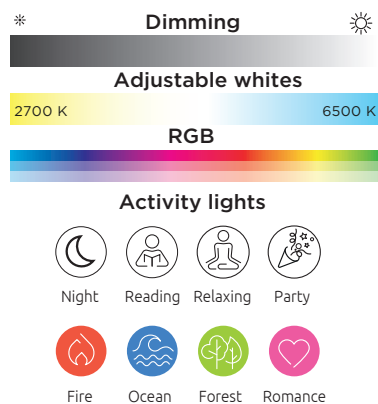 Dimming
Adjustable whites
2700 K 6500 K
RGB
Activity lights
Night Reading Relaxing Party
Fire Ocean Forest Romance